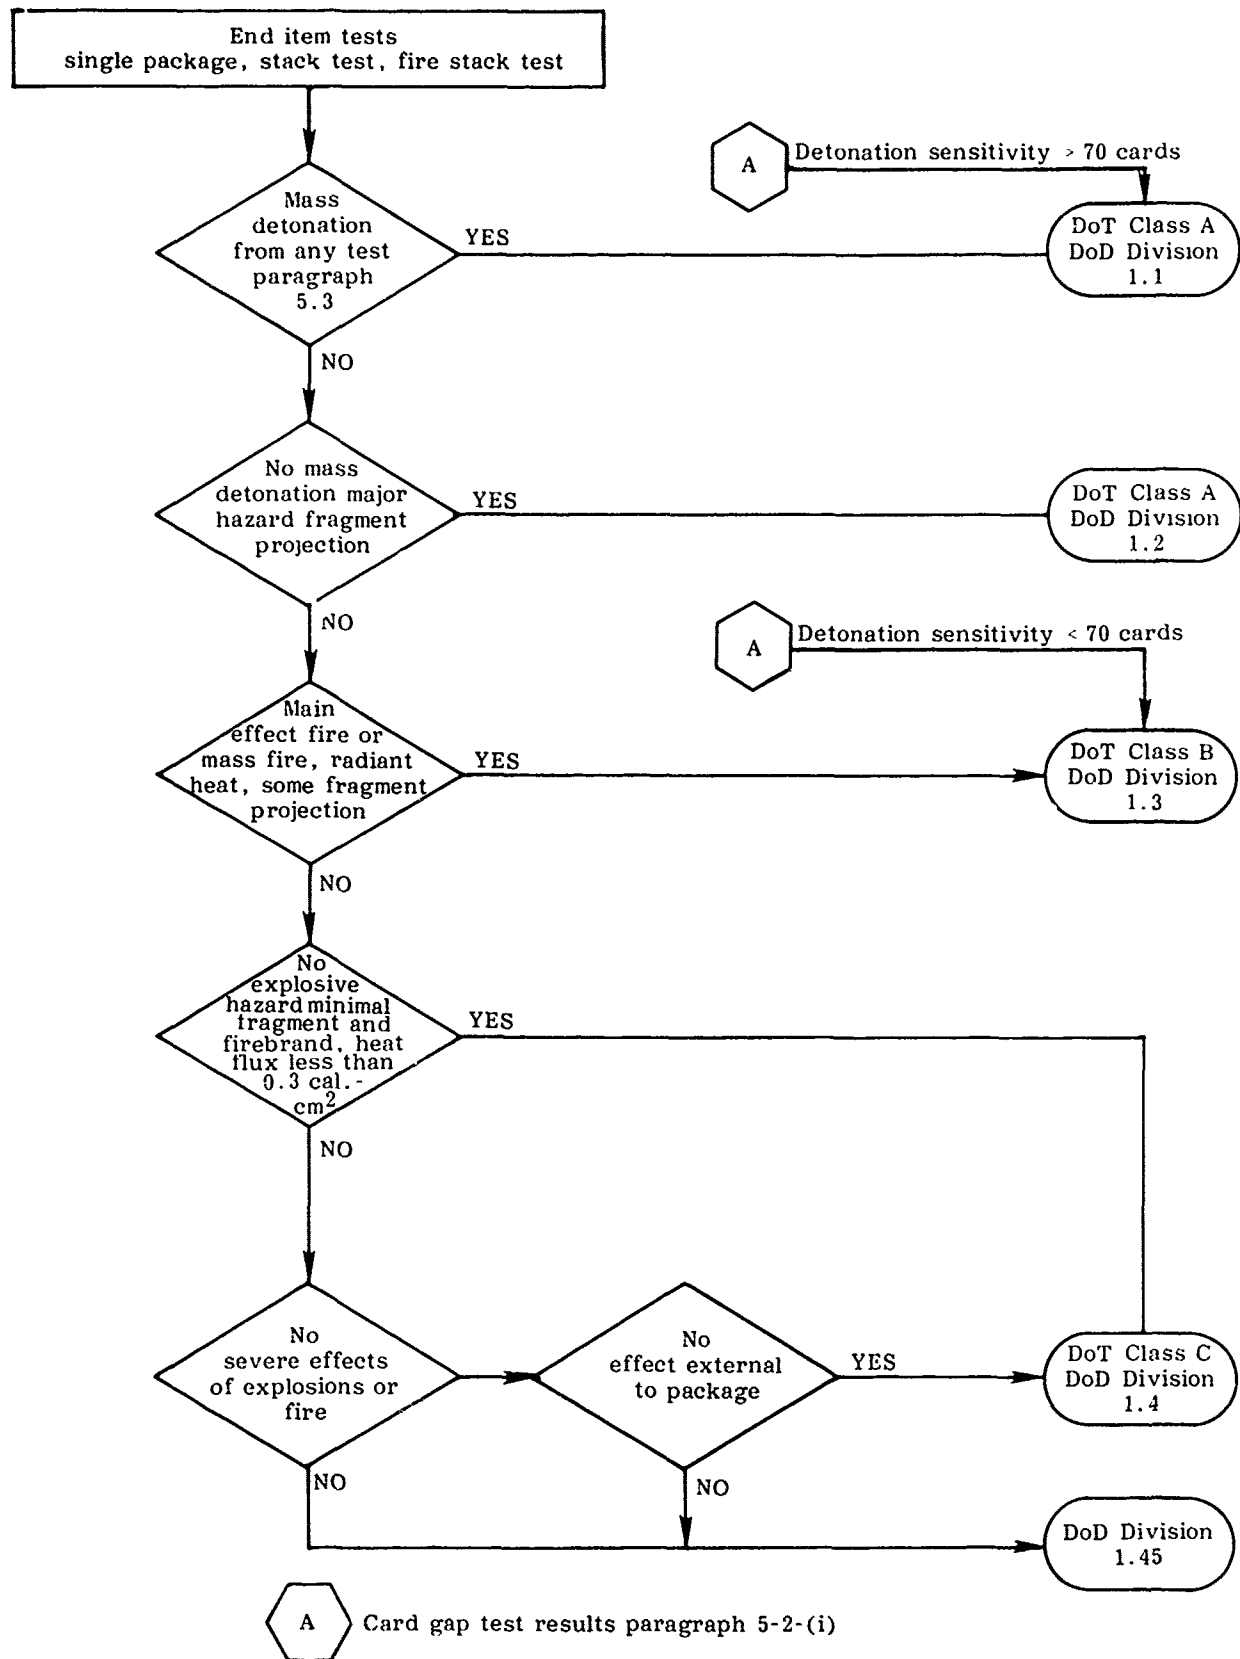 End item tests
single package, stack test, fire stack test
A
Detonation sensitivity > 70 cards
Mass
detonation
from any test
paragraph
5.3
YES
DoT Class A
DoD Division
1.1
NO
No mass
detonation major
hazard fragment
projection
YES
DoT Class A
DoD Division
1.2
NO
A
Detonation sensitivity < 70 cards
Main
effect fire or
mass fire, radiant
heat, some fragment
projection
YES
DoT Class B
DoD Division
1.3
NO
No
explosive
hazard minimal
fragment and
firebrand, heat
flux less than
0.3 cal.-
cm²
YES
NO
No
severe effects
of explosions or
fire
No
effect external
to package
YES
DoT Class C
DoD Division
1.4
NO
NO
DoD Division
1.45
A
Card gap test results paragraph 5-2-(i)